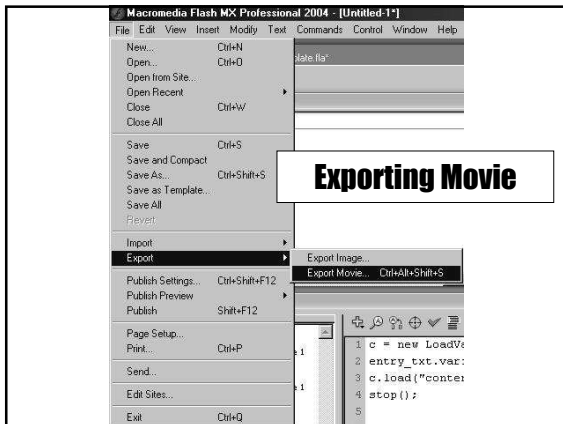 Macromedia Flash MX Professional 2004 - [Untitled-1*]
File Edit View Insert Modify Text Commands Control Window Help
New... Ctrl+N
Open... Ctrl+O
plate.fla*
Open from Site...
Open Recent
Close Ctrl+W
Close All
Save Ctrl+S
Save and Compact
Save As... Ctrl+Shift+S
Save as Template...
Save All
Revert
Exporting Movie
Import
Export
Export Image...
Export Movie... Ctrl+Alt+Shift+S
Publish Settings... Ctrl+Shift+F12
Publish Preview
Publish Shift+F12
Page Setup...
Print... Ctrl+P
Send...
Edit Sites...
Exit Ctrl+Q
e 1
e 1
1 c = new LoadVa
2 entry_txt.var:
3 c.load("conter
4 stop();
5